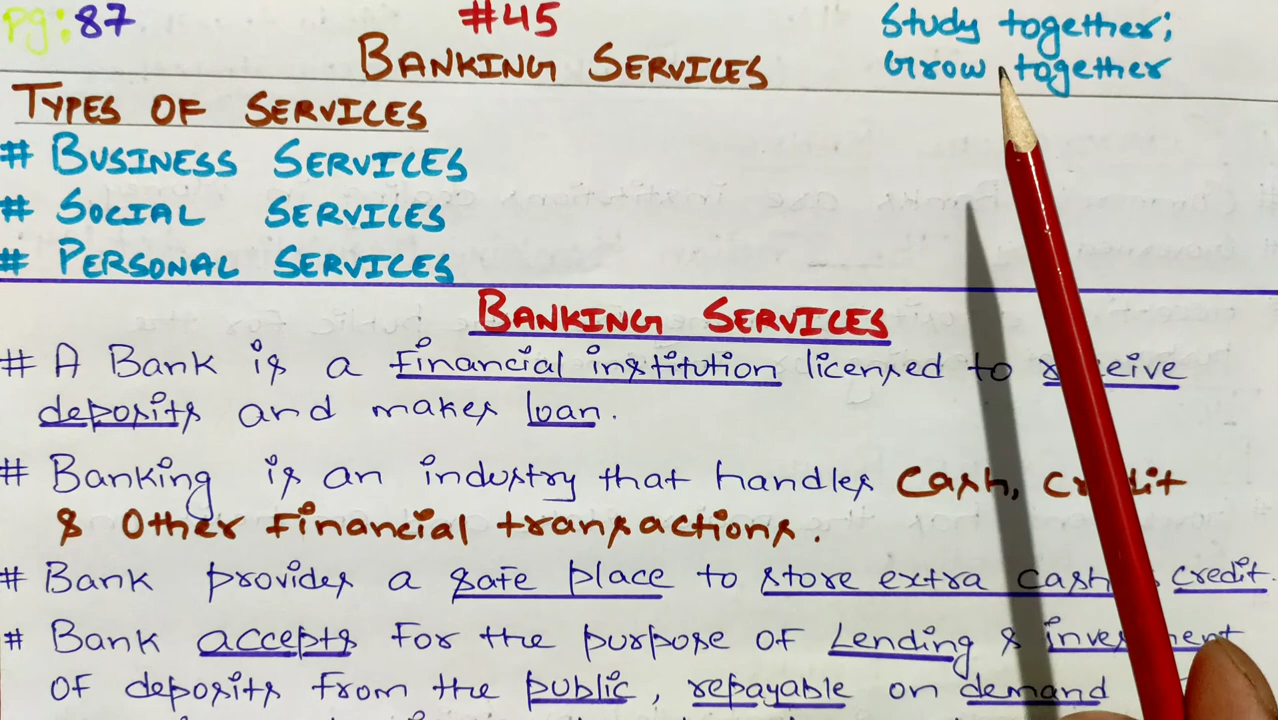 pg: 87
#45
Study together;
Grow together
BANKING SERVICES
TYPES OF SERVICES
# BUSINESS SERVICES
# SOCIAL SERVICES
# PERSONAL SERVICES
BANKING SERVICES
# A Bank is a financial institution licensed to receive
deposits and makes loan.
# Banking is an industry that handles Cash, credit
& Other Financial transactions.
# Bank provides a safe place to store extra cash & credit.
# Bank accepts for the purpose of Lending & investment
of deposits from the public, repayable on demand